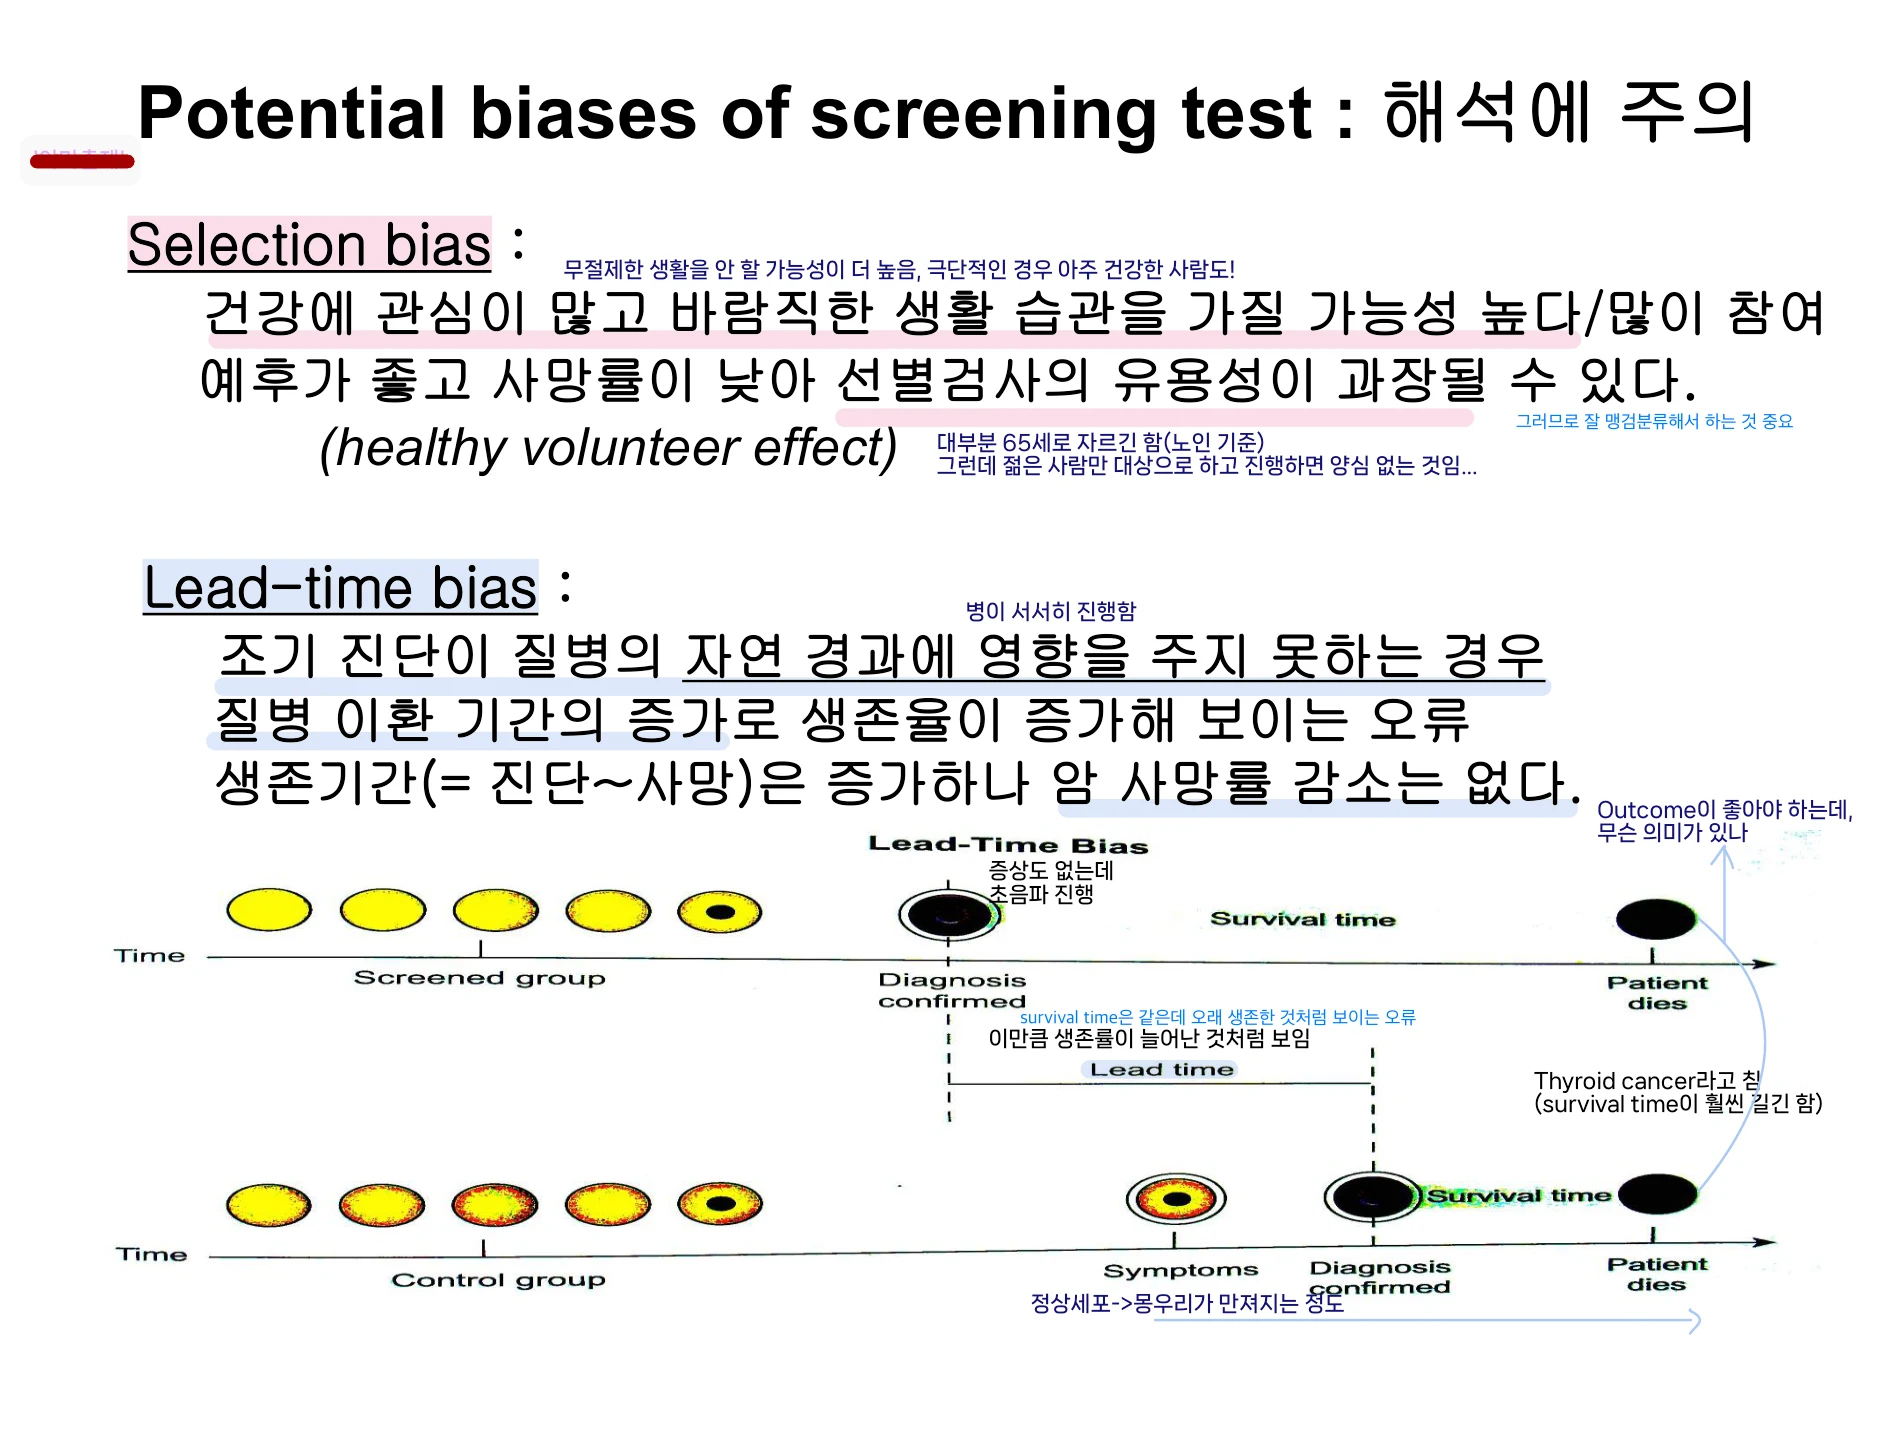 Potential biases of screening test : 해석에 주의
Selection bias :
무절제한 생활을 안 할 가능성이 더 높음, 극단적인 경우 아주 건강한 사람도!
건강에 관심이 많고 바람직한 생활 습관을 가질 가능성 높다/많이 참여
예후가 좋고 사망률이 낮아 선별검사의 유용성이 과장될 수 있다.
그러므로 잘 맹검분류해서 하는 것 중요
(healthy volunteer effect)
대부분 65세로 자르긴 함(노인 기준)
그런데 젊은 사람만 대상으로 하고 진행하면 양심 없는 것임...
Lead-time bias :
병이 서서히 진행함
조기 진단이 질병의 자연 경과에 영향을 주지 못하는 경우
질병 이환 기간의 증가로 생존율이 증가해 보이는 오류
생존기간(= 진단~사망)은 증가하나 암 사망률 감소는 없다.
Outcome이 좋아야 하는데,
무슨 의미가 있나
Lead-Time Bias
증상도 없는데
초음파 진행
Survival time
Time
Screened group
Diagnosis
confirmed
Patient
dies
survival time은 같은데 오래 생존한 것처럼 보이는 오류
이만큼 생존률이 늘어난 것처럼 보임
Lead time
Thyroid cancer라고 침
(survival time이 훨씬 길긴 함)
Survival time
Time
Control group
Symptoms
Diagnosis
confirmed
Patient
dies
정상세포->몽우리가 만져지는 정도